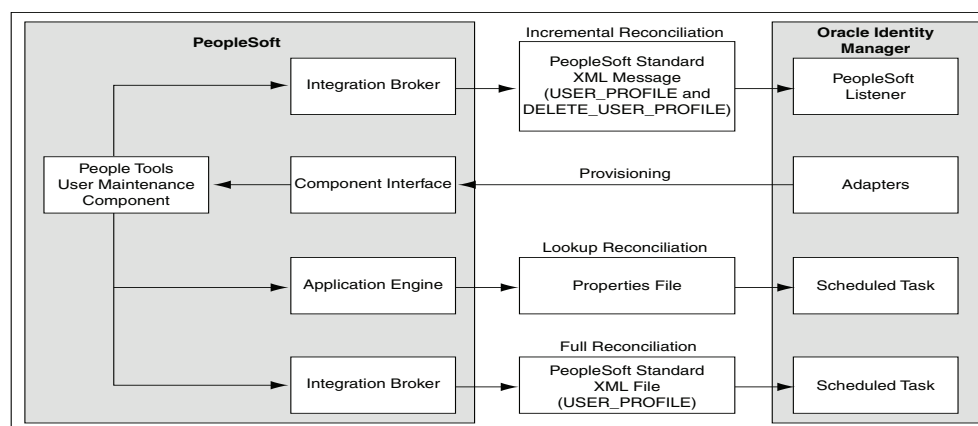 PeopleSoft
Incremental Reconciliation
Oracle Identity
Manager
Integration Broker
PeopleSoft Standard
XML Message
(USER_PROFILE and
DELETE_USER_PROFILE)
PeopleSoft
Listener
People Tools
User Maintenance
Component
Component Interface
Provisioning
Adapters
Lookup Reconciliation
Application Engine
Properties File
Scheduled Task
Full Reconciliation
Integration Broker
PeopleSoft Standard
XML File
(USER_PROFILE)
Scheduled Task